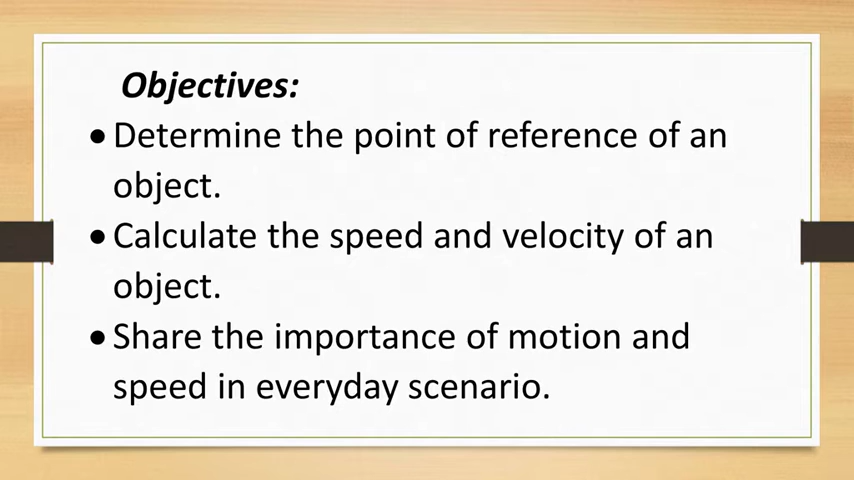 Objectives:
•Determine the point of reference of an
object.
•Calculate the speed and velocity of an
object.
•Share the importance of motion and
speed in everyday scenario.